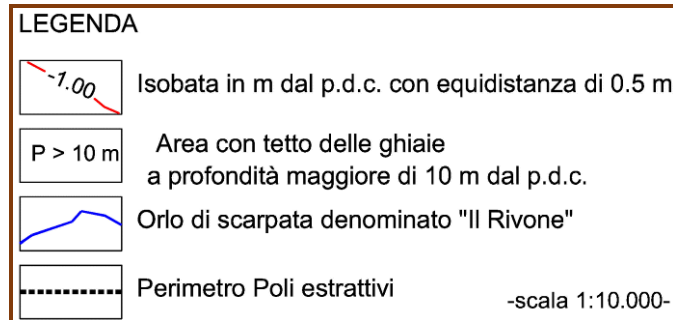 LEGENDA
-1.00
Isobata in m dal p.d.c. con equidistanza di 0.5 m
P > 10 m
Area con tetto delle ghiaie
a profondità maggiore di 10 m dal p.d.c.
Orlo di scarpata denominato "Il Rivone"
Perimetro Poli estrattivi
-scala 1:10.000-